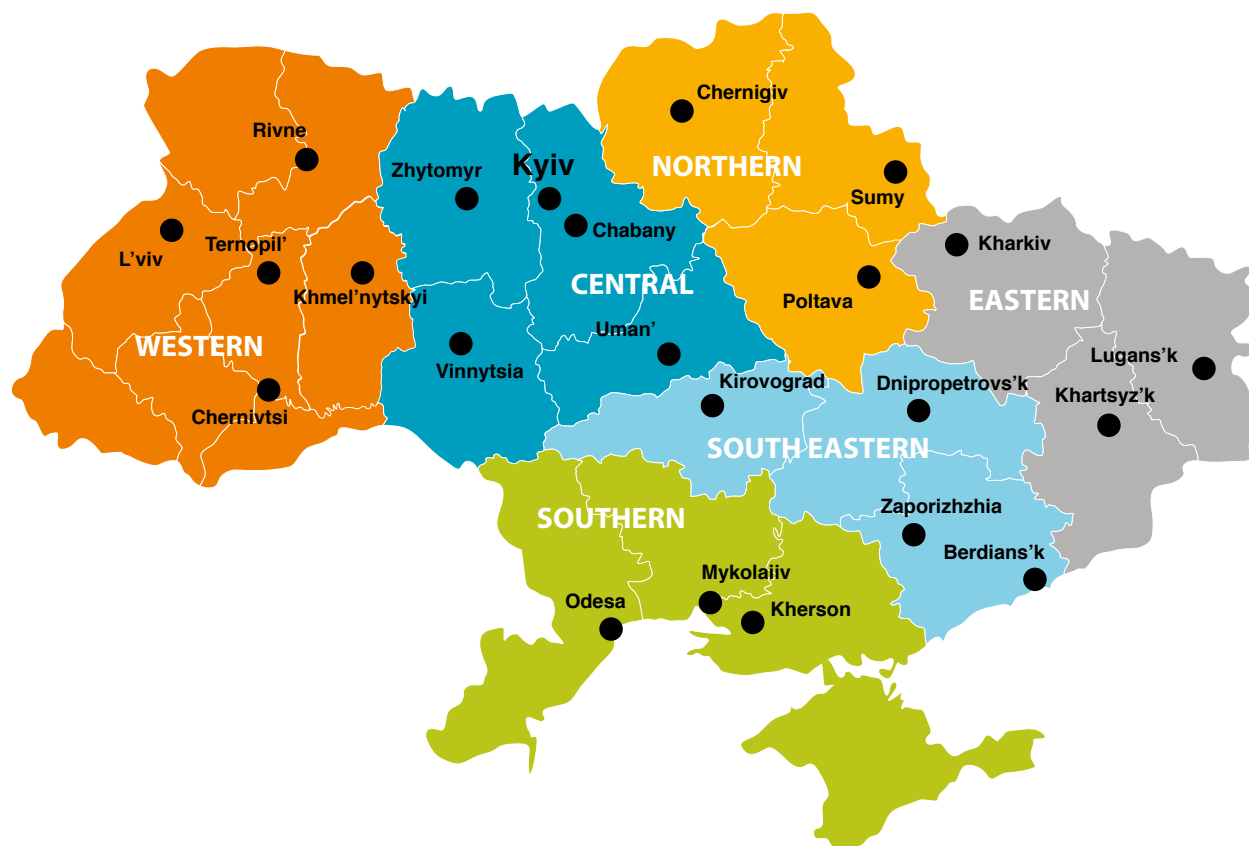 Chernigiv
Rivne
NORTHERN
Kyiv
Zhytomyr
Sumy
Chabany
Ternopil’
L’viv
Kharkiv
CENTRAL
Khmel’nytskyi
EASTERN
Poltava
Uman’
WESTERN
Lugans’k
Vinnytsia
Kirovograd
Dnipropetrovs’k
Khartsyz’k
Chernivtsi
SOUTH EASTERN
Zaporizhzhia
SOUTHERN
Berdians’k
Mykolaiiv
Odesa
Kherson